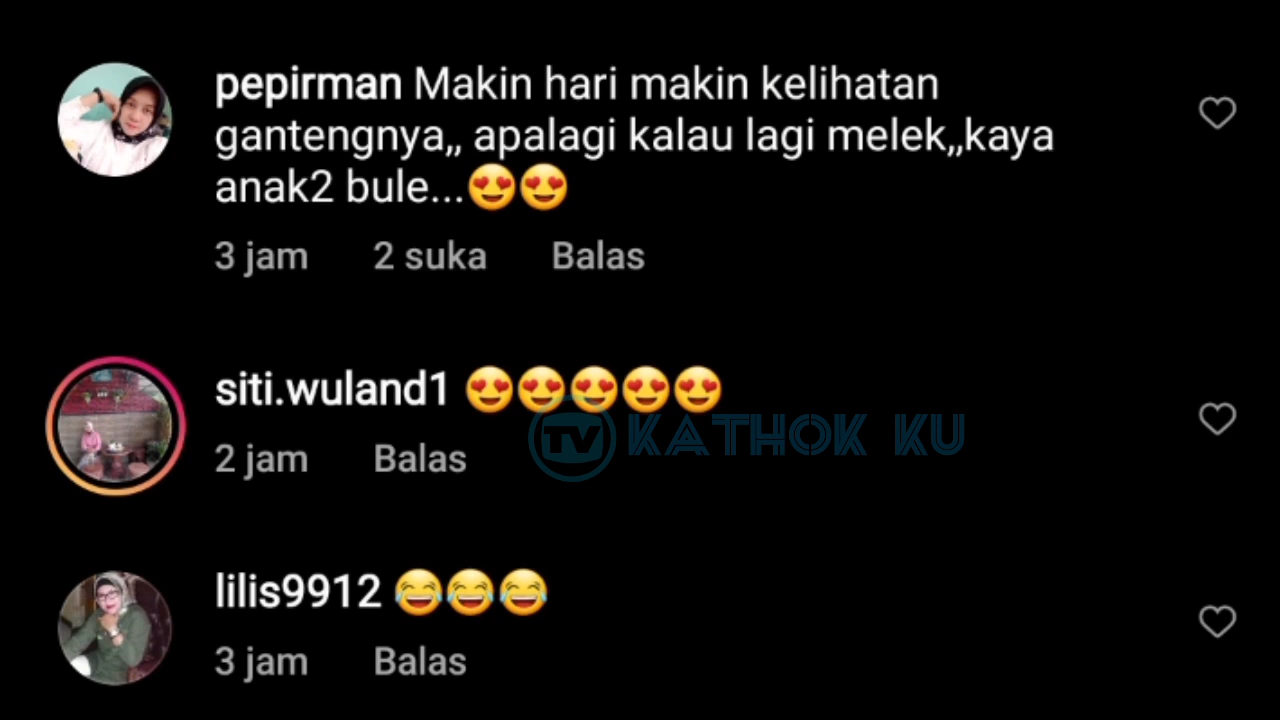 pepirman Makin hari makin kelihatan
gantengnya,, apalagi kalau lagi melek,,kaya
anak2 bule...😍😍
3 jam 2 suka Balas
siti.wuland1 😍😍😍😍😍
TV KATHOK KU
2 jam Balas
lilis9912 😂😂😂
3 jam Balas